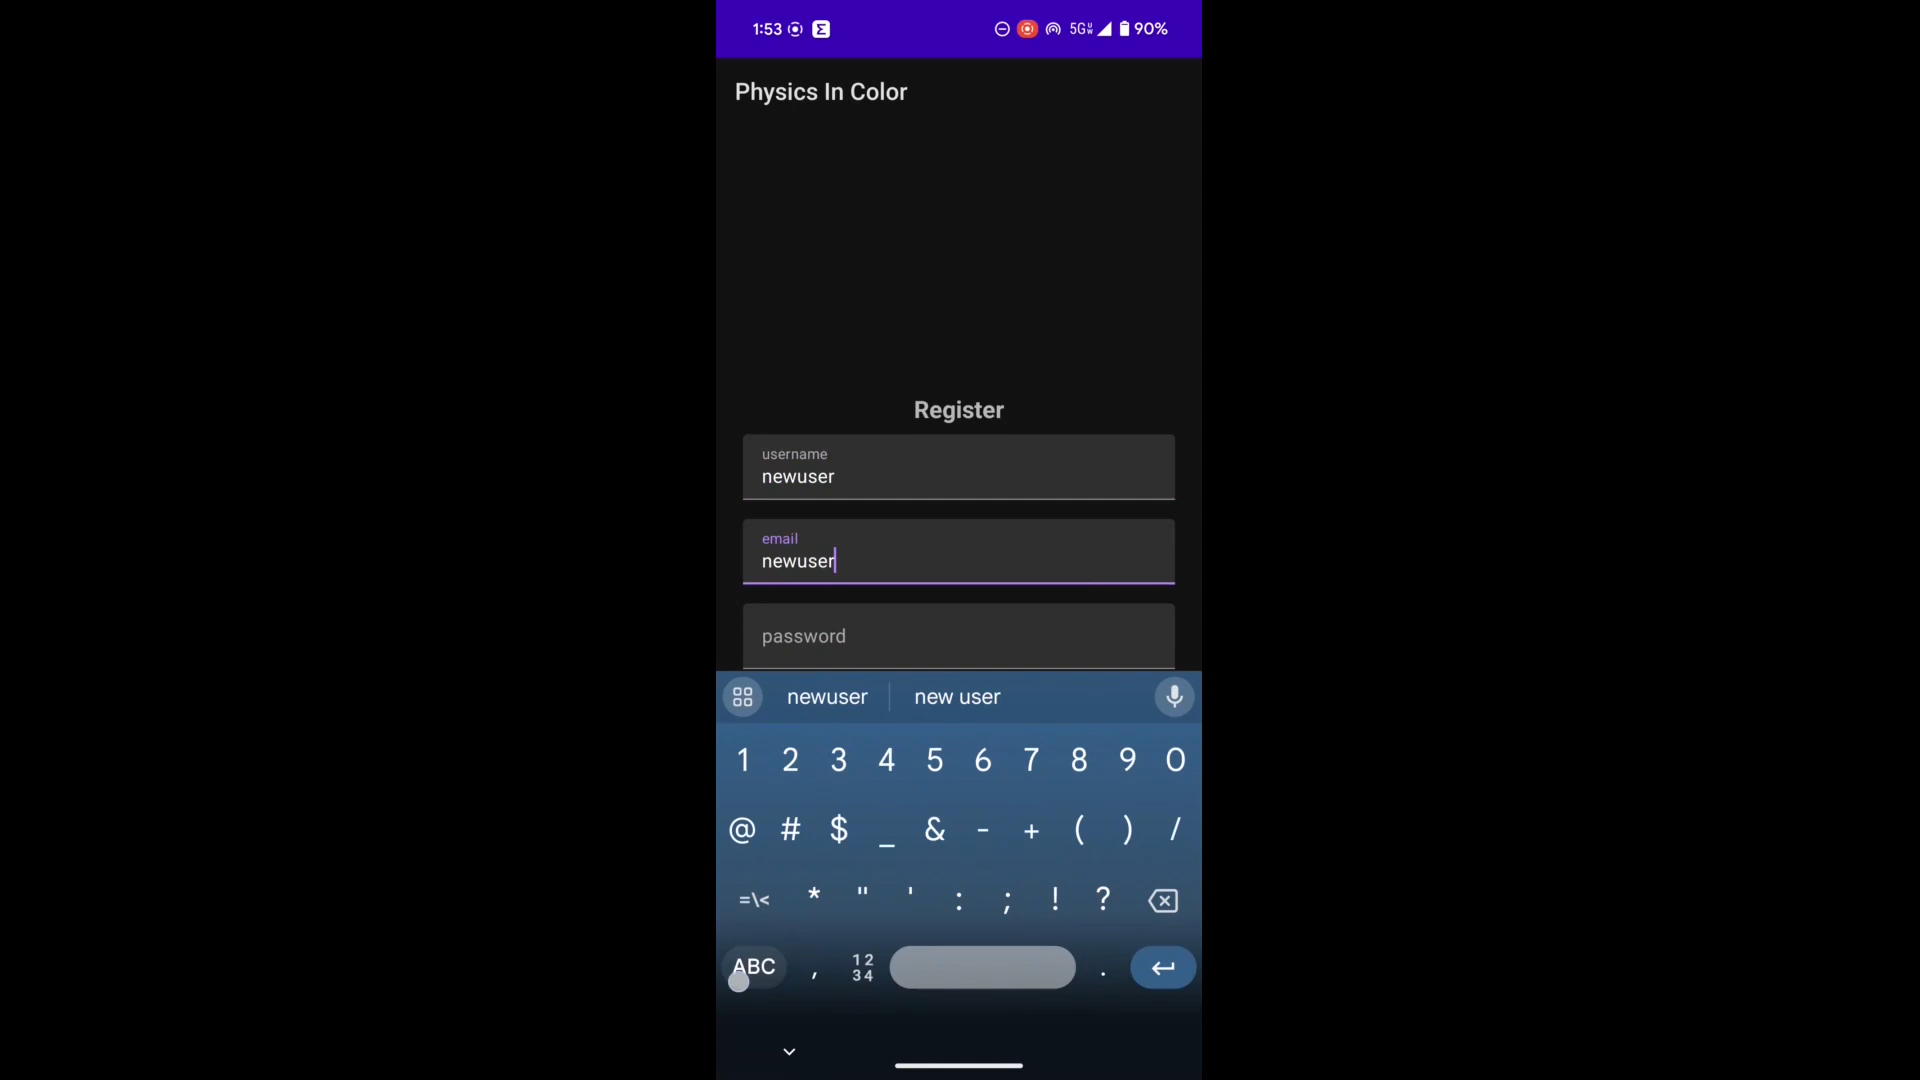 1:53 5G 90%
Physics In Color
Register
username
newuser
email
newuser
password
newuser new user
1 2 3 4 5 6 7 8 9 0
@ # $ _ & - + ( ) /
=\< * " ' : ; ! ?
ABC , 12 34 .